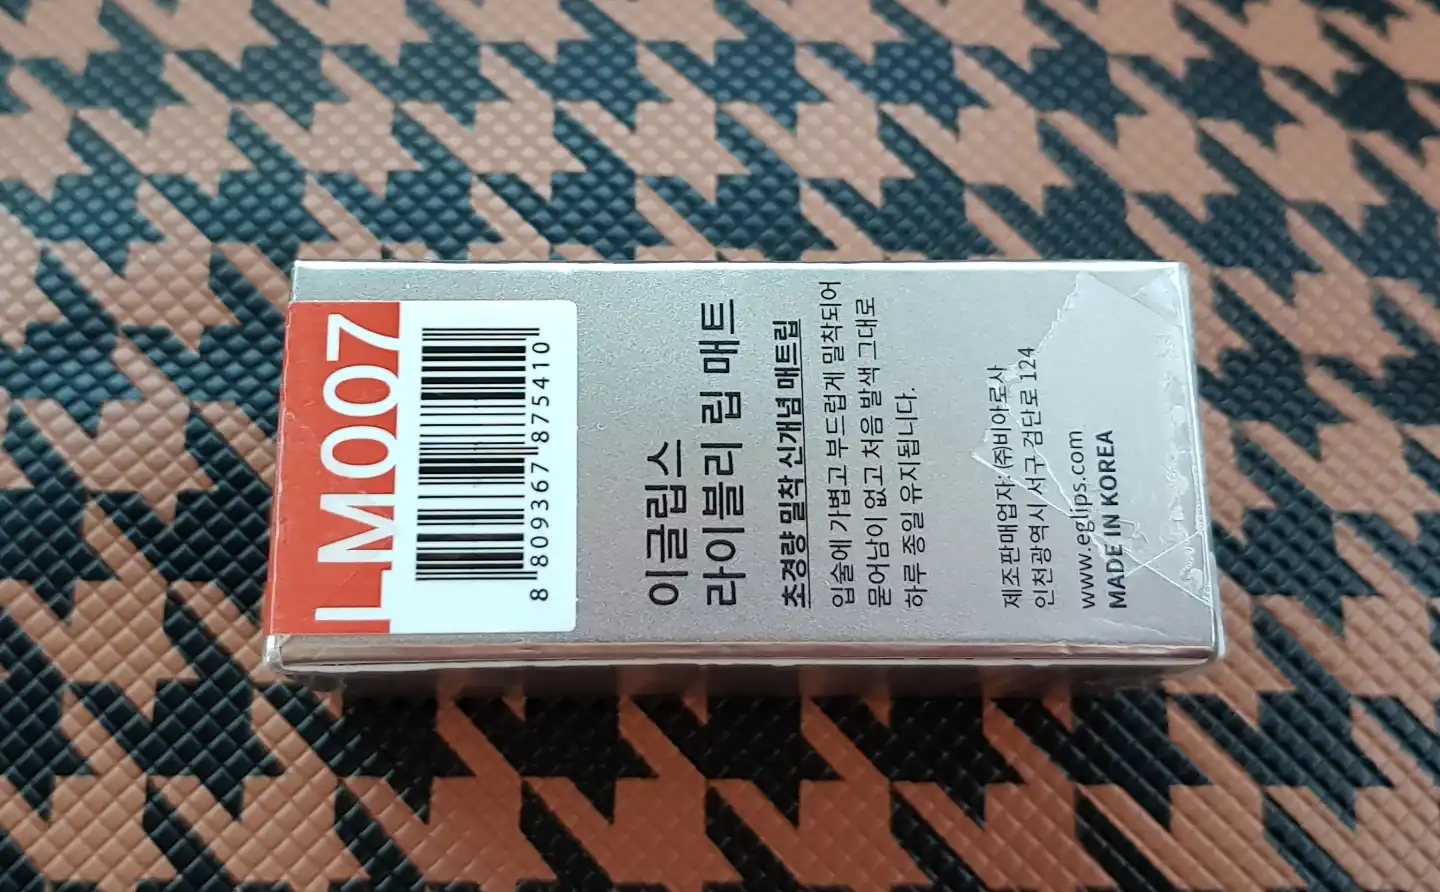 LM007
8 809367 875410
이글립스
라이블리 립 매트
초경량 밀착 신개념 매트립
입술에 가볍고 부드럽게 밀착되어
묻어남이 없고 처음 발색 그대로
하루 종일 유지됩니다.
제조판매업자: (주)비아로사
인천광역시 서구 검단로 124
www.eglips.com
MADE IN KOREA